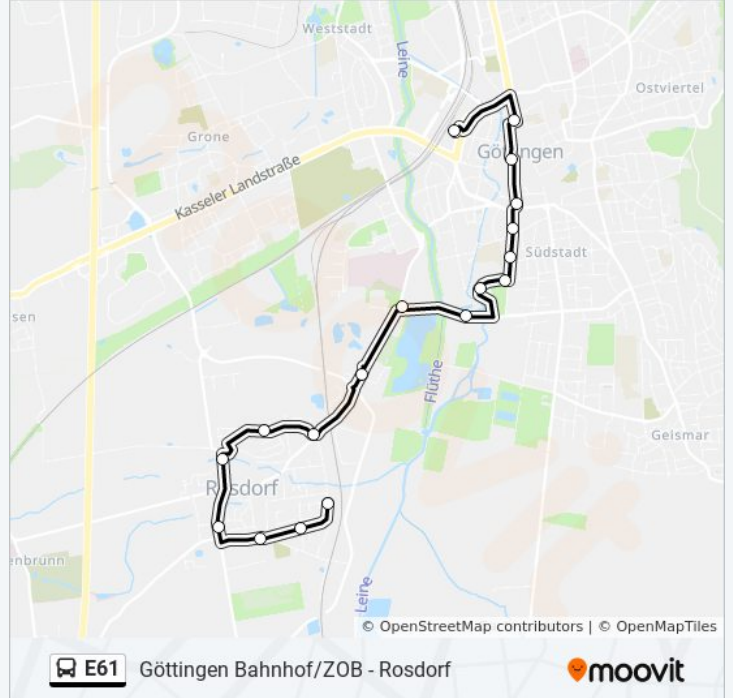 Weststadt
Leine
Ostviertel
Grone
Göttingen
Kasseler Landstraße
Südstadt
sen
Flüthe
Geismar
Rosdorf
enbrunn
Leine
© OpenStreetMap contributors | © OpenMapTiles
E61 Göttingen Bahnhof/ZOB - Rosdorf
moovit